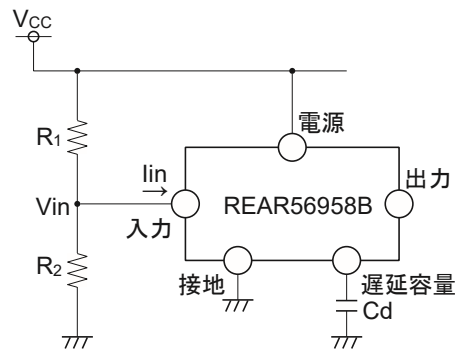 VCC
電源
R1
Iin
→
REAR56958B
出力
Vin
入力
R2
接地
遅延容量
Cd